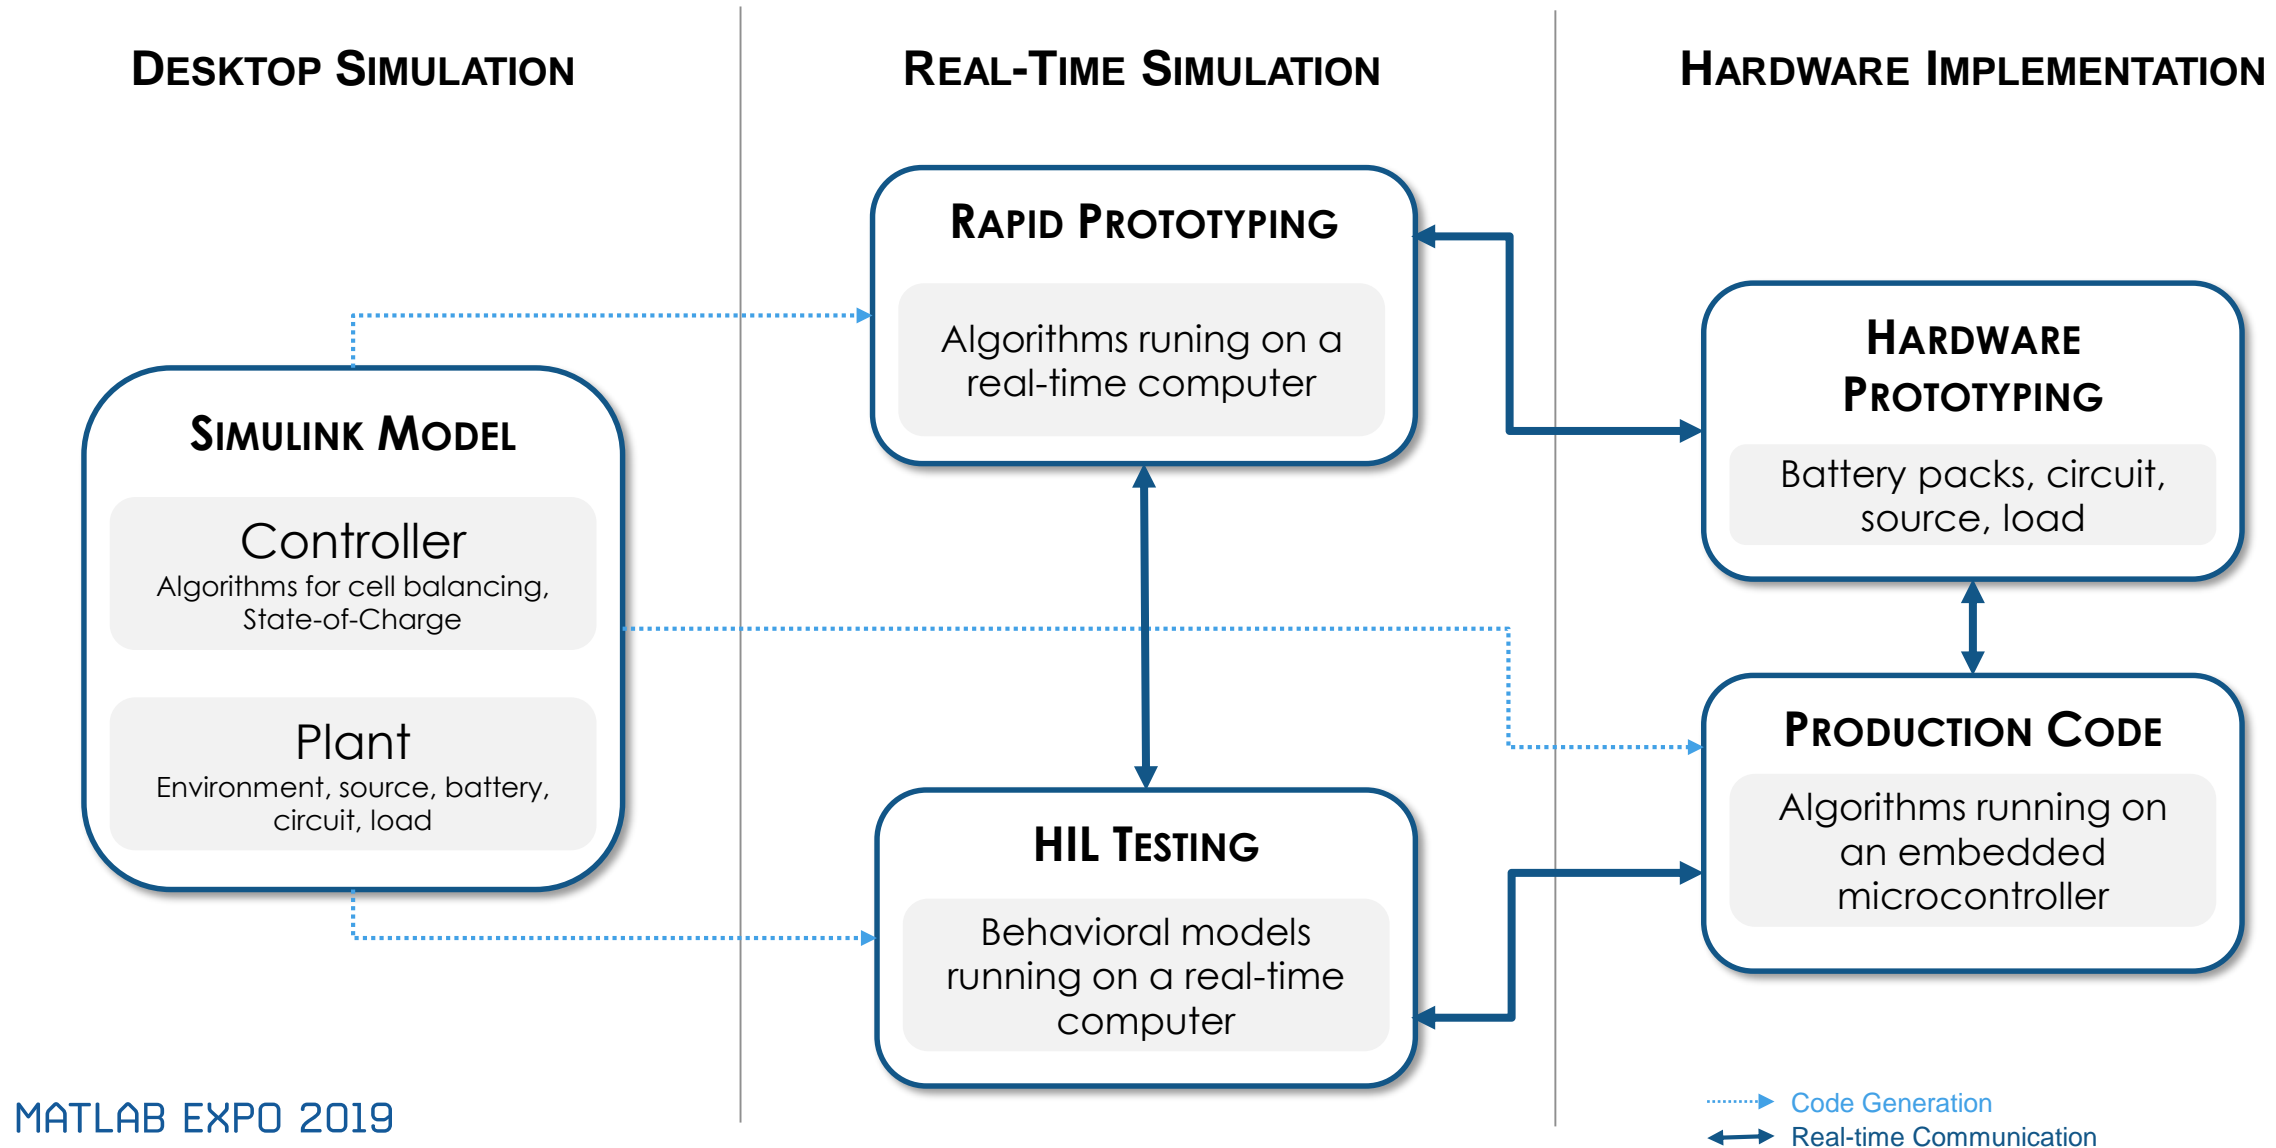 DESKTOP SIMULATION
REAL-TIME SIMULATION
HARDWARE IMPLEMENTATION
SIMULINK MODEL
Controller
Algorithms for cell balancing,
State-of-Charge
Plant
Environment, source, battery,
circuit, load
RAPID PROTOTYPING
Algorithms runing on a
real-time computer
HIL TESTING
Behavioral models
running on a real-time
computer
HARDWARE
PROTOTYPING
Battery packs, circuit,
source, load
PRODUCTION CODE
Algorithms running on
an embedded
microcontroller
MATLAB EXPO 2019
Code Generation
Real-time Communication